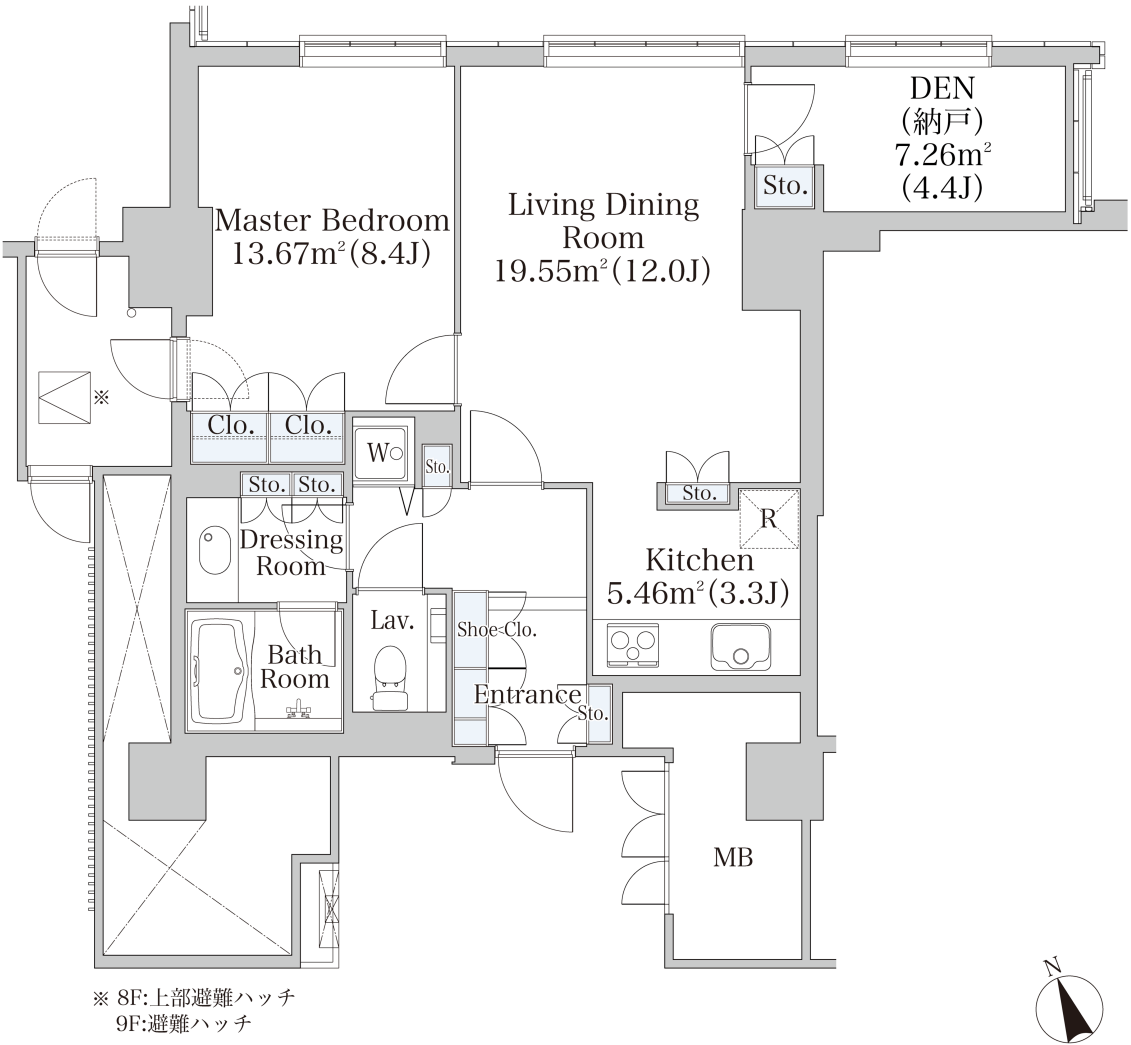 DEN
(納戸)
7.26m²
(4.4J)
Sto.
Master Bedroom
13.67m²(8.4J)
Living Dining
Room
19.55m²(12.0J)
※
Clo.
Clo.
W
Sto.
Sto.
Sto.
Sto.
R
Dressing
Room
Kitchen
5.46m²(3.3J)
Lav.
Shoe Clo.
Bath
Room
Entrance
Sto.
MB
N
※ 8F:上部避難ハッチ
9F:避難ハッチ